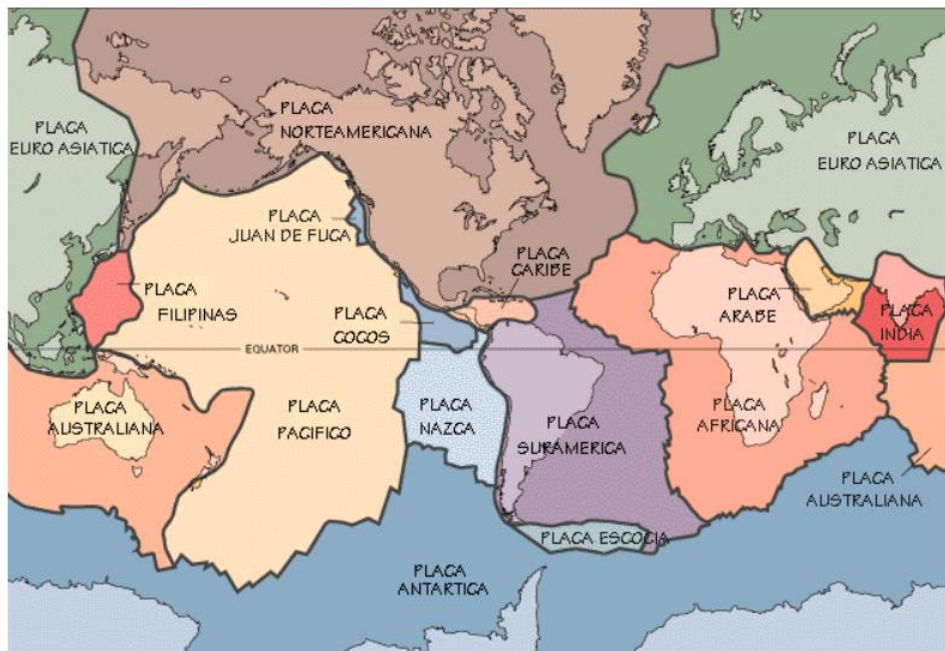 PLACA
NORTEAMERICANA
PLACA
EURO ASIATICA
PLACA
EURO ASIATICA
PLACA
JUAN DE FUCA
PLACA
CARIBE
PLACA
FILIPINAS
PLACA
COCOS
PLACA
ARABE
PLACA
INDIA
EQUATOR
PLACA
AUSTRALIANA
PLACA
PACIFICO
PLACA
NAZCA
PLACA
SURAMERICA
PLACA
AFRICANA
PLACA
AUSTRALIANA
PLACA ESCOCIA
PLACA
ANTARTICA